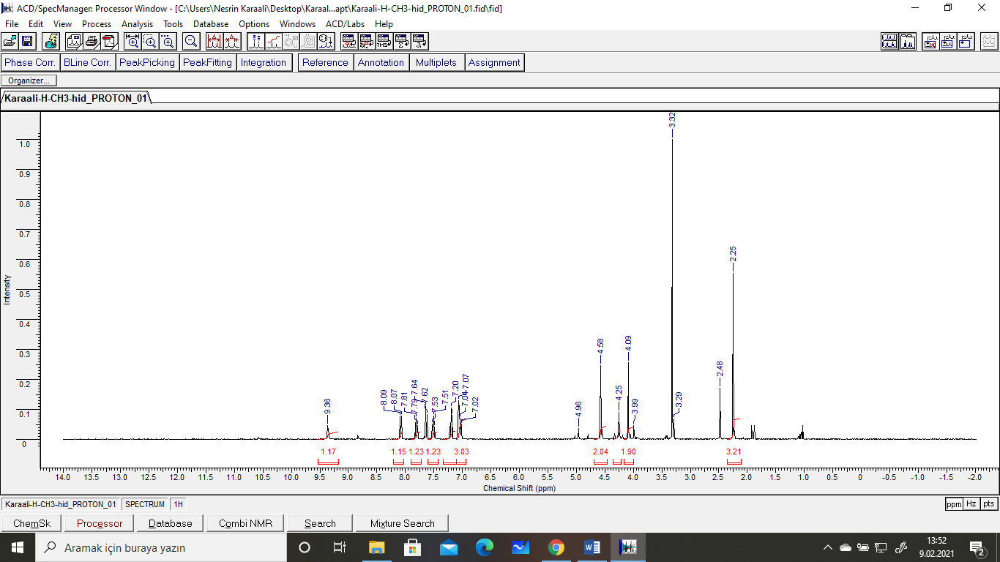 ACD/SpecManager: Processor Window - [C:\Users\Nesrin Karaali\Desktop\Karaal...apt\Karaali-H-CH3-hid_PROTON_01.fid\fid]
File Edit View Process Analysis Tools Database Options Windows ACD/Labs Help
Phase Corr. BLine Corr. PeakPicking PeakFitting Integration Reference Annotation Multiplets Assignment
Organizer...
Karaali-H-CH3-hid_PROTON_01
3.32
1.0
0.9
0.8
0.7
2.25
0.6
0.5
Intensity
0.4
4.58 4.09
0.3
2.48
0.2
8.09 8.07 7.81 7.79 7.64 7.62 7.53 7.51 7.20 7.07 7.04 7.02
9.36 4.96 4.25 3.99 3.29
0.1
0
1.17 1.15 1.23 1.23 3.03 2.04 1.90 3.21
14.0 13.5 13.0 12.5 12.0 11.5 11.0 10.5 10.0 9.5 9.0 8.5 8.0 7.5 7.0 6.5 6.0 5.5 5.0 4.5 4.0 3.5 3.0 2.5 2.0 1.5 1.0 0.5 0 -0.5 -1.0 -1.5 -2.0
Chemical Shift (ppm)
Karaali-H-CH3-hid_PROTON_01 SPECTRUM 1H ppm Hz pts
ChemSk Processor Database Combi NMR Search Mixture Search
Aramak için buraya yazın
13:52
9.02.2021
2